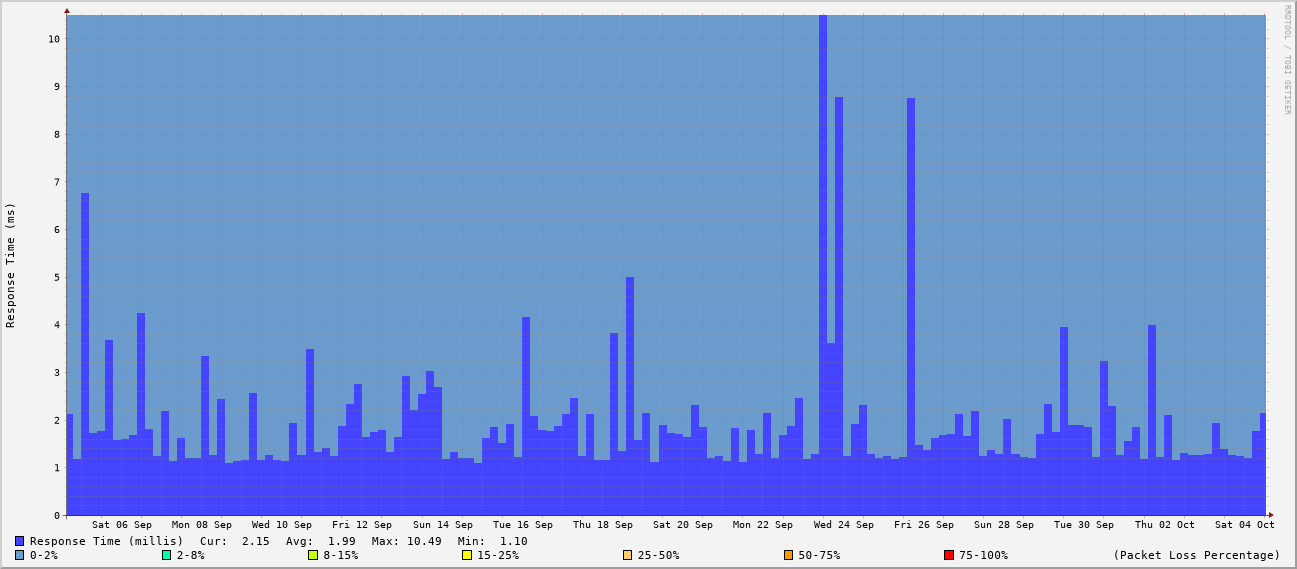 RRDTOOL / TOBI OETIKER
Response Time (ms)
10
9
8
7
6
5
4
3
2
1
0
Sat 06 Sep Mon 08 Sep Wed 10 Sep Fri 12 Sep Sun 14 Sep Tue 16 Sep Thu 18 Sep Sat 20 Sep Mon 22 Sep Wed 24 Sep Fri 26 Sep Sun 28 Sep Tue 30 Sep Thu 02 Oct Sat 04 Oct
Response Time (millis) Cur: 2.15 Avg: 1.99 Max: 10.49 Min: 1.10
0-2% 2-8% 8-15% 15-25% 25-50% 50-75% 75-100% (Packet Loss Percentage)